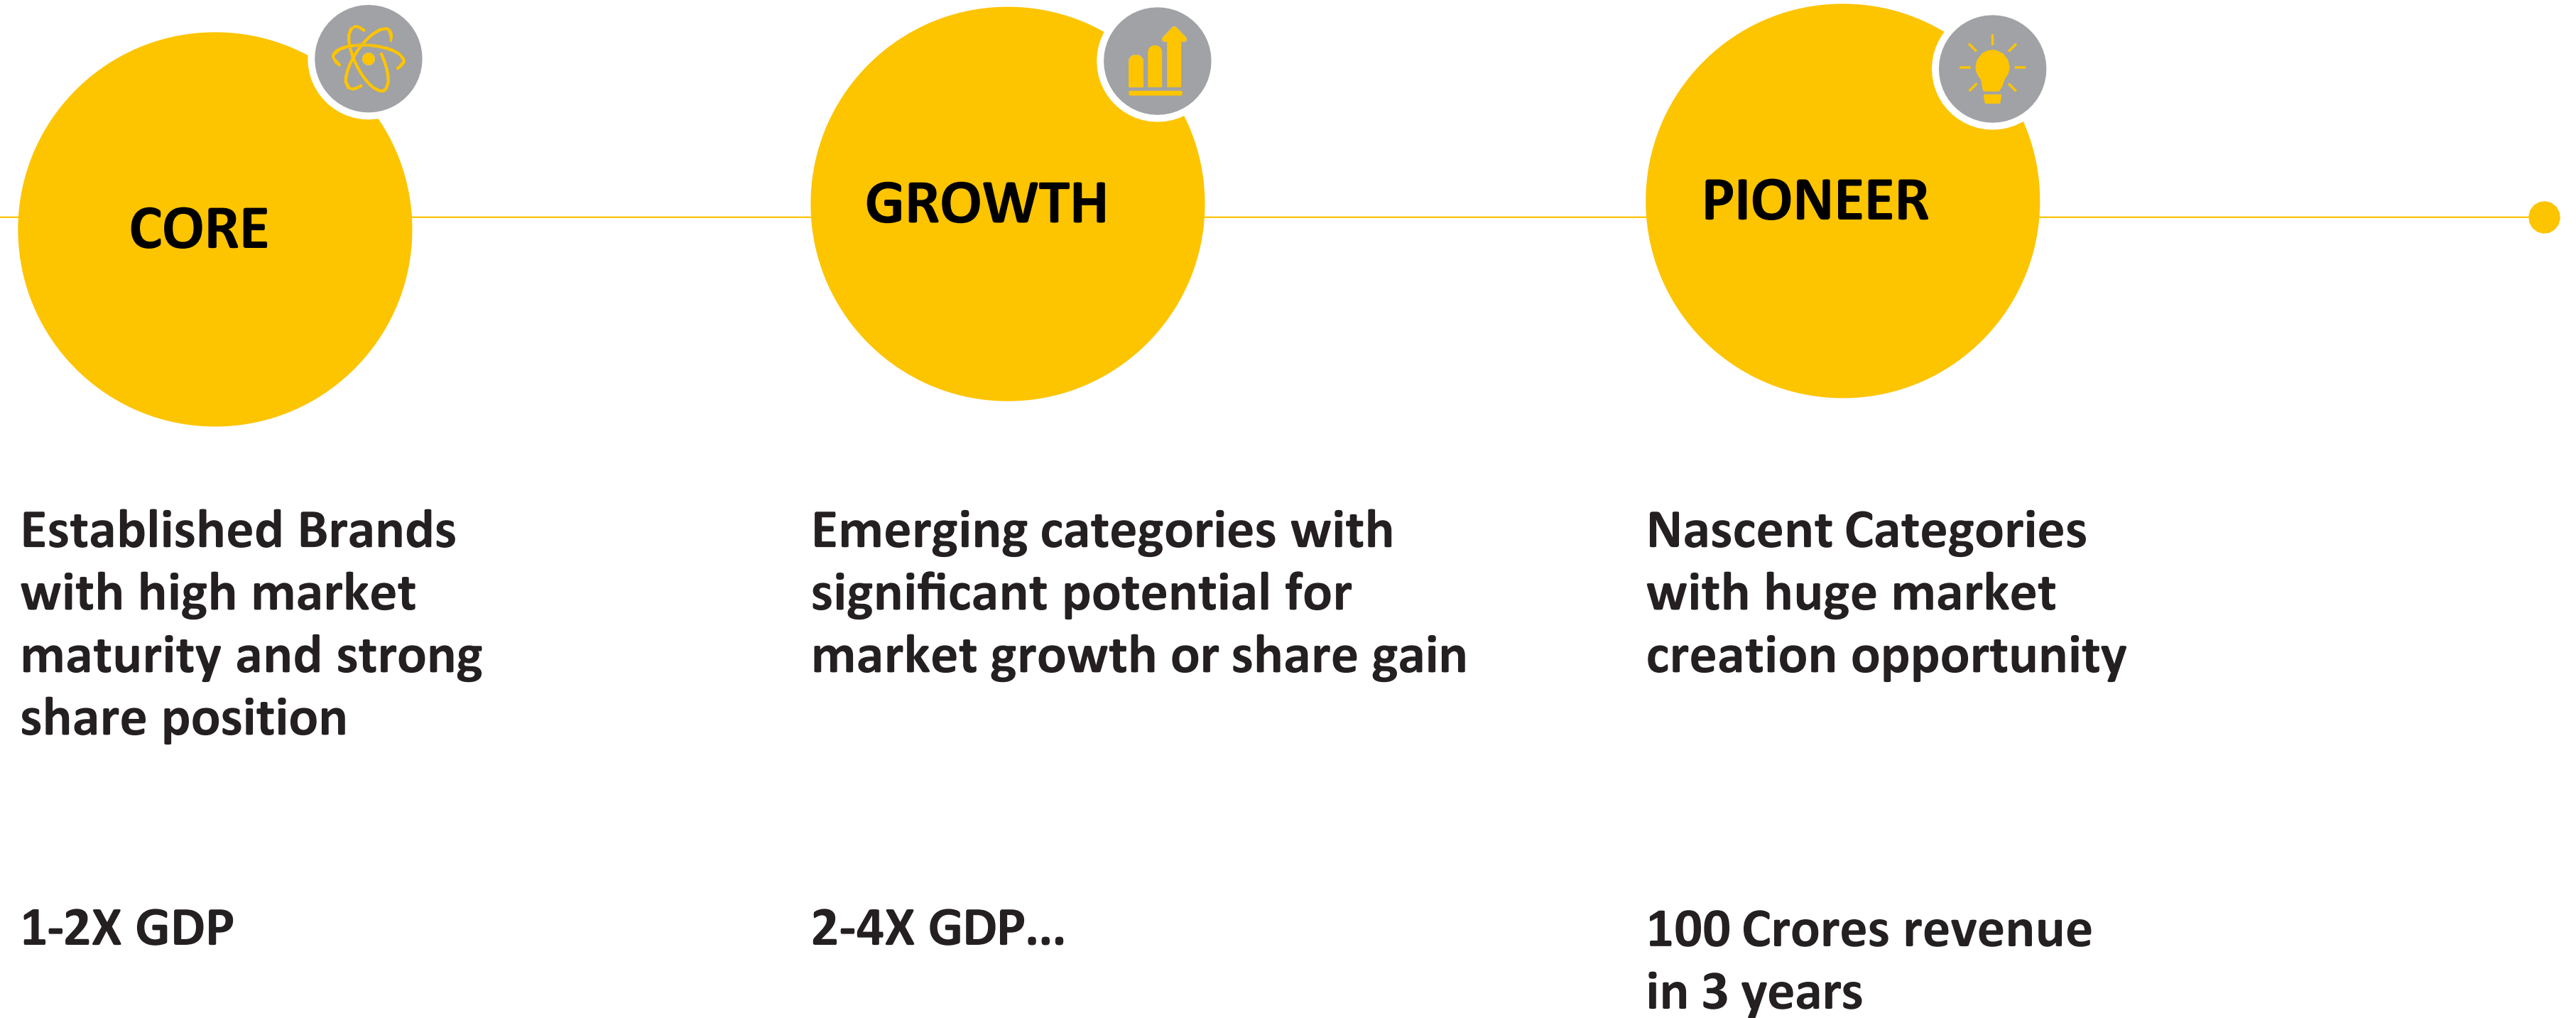 CORE
GROWTH
PIONEER
Established Brands
with high market
maturity and strong
share position
Emerging categories with
significant potential for
market growth or share gain
Nascent Categories
with huge market
creation opportunity
1-2X GDP
2-4X GDP...
100 Crores revenue
in 3 years